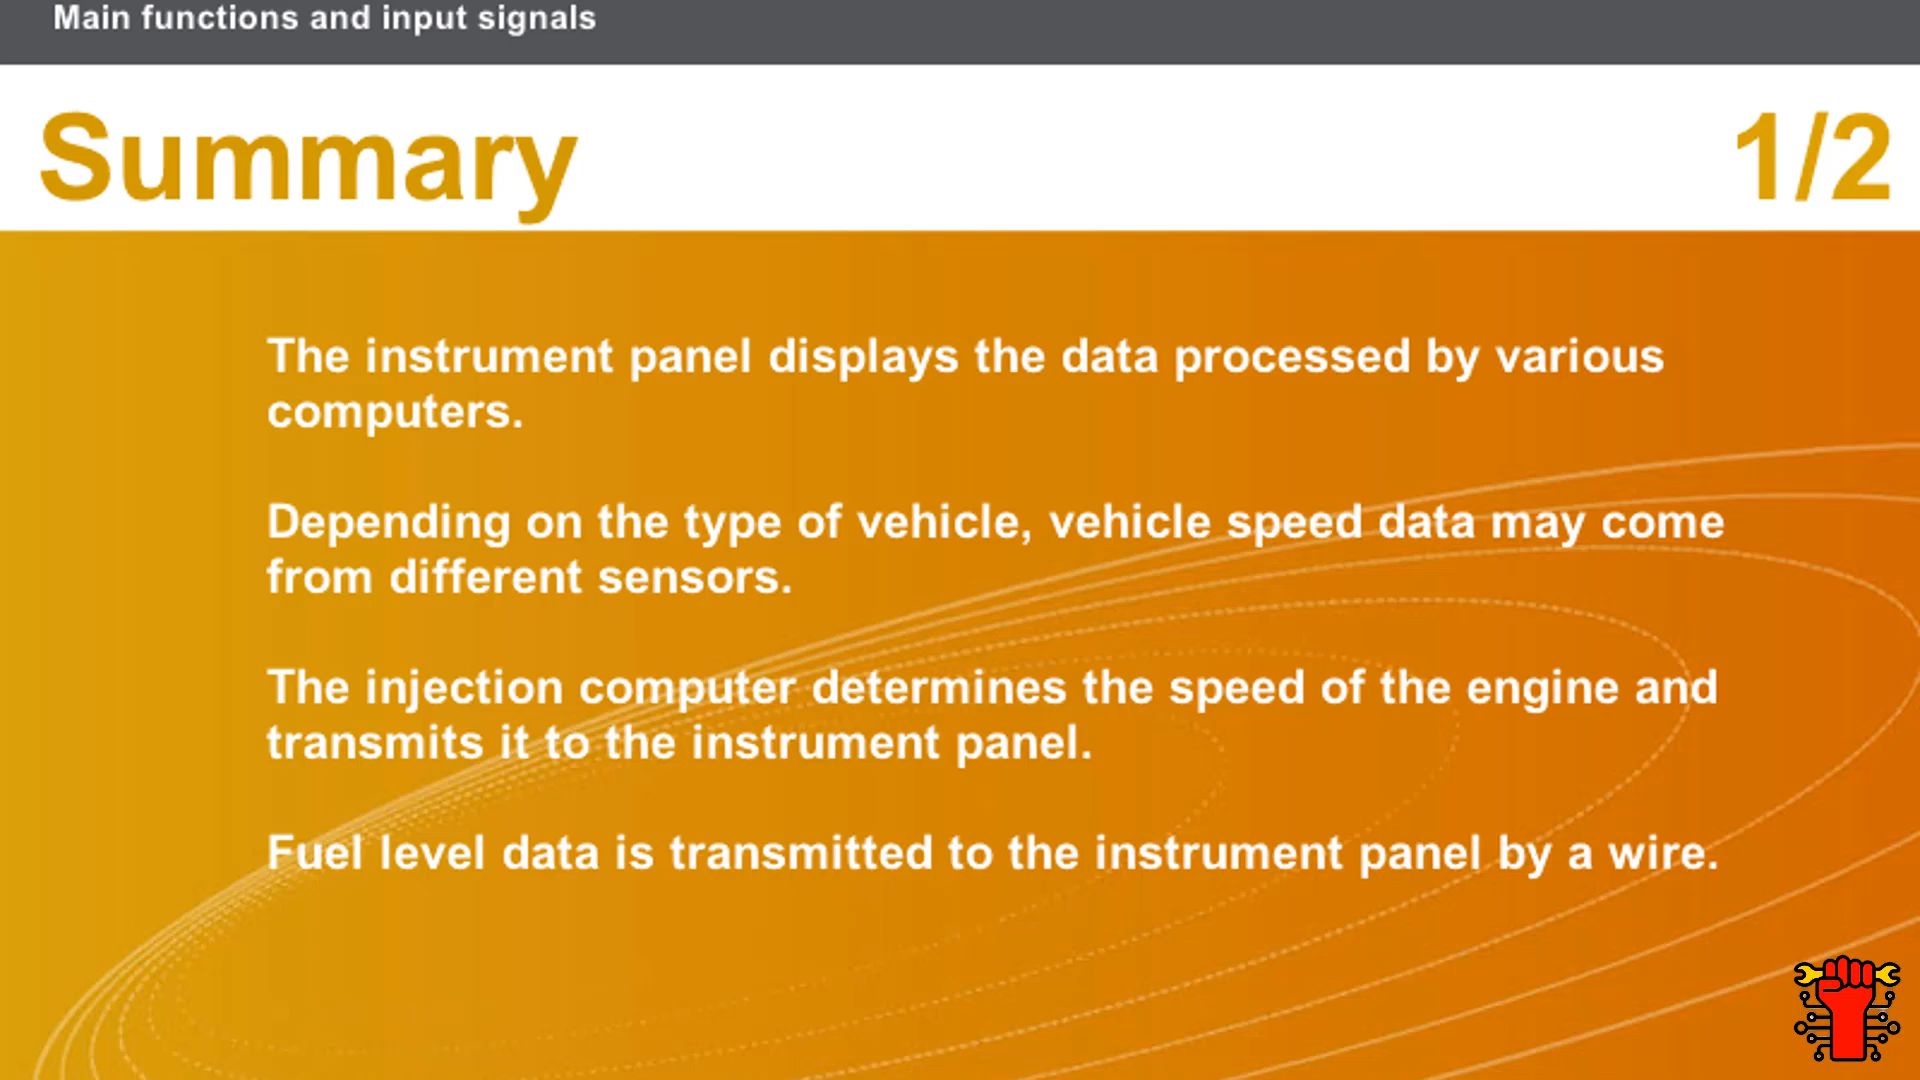 Main functions and input signals
Summary
1/2
The instrument panel displays the data processed by various
computers.
Depending on the type of vehicle, vehicle speed data may come
from different sensors.
The injection computer determines the speed of the engine and
transmits it to the instrument panel.
Fuel level data is transmitted to the instrument panel by a wire.